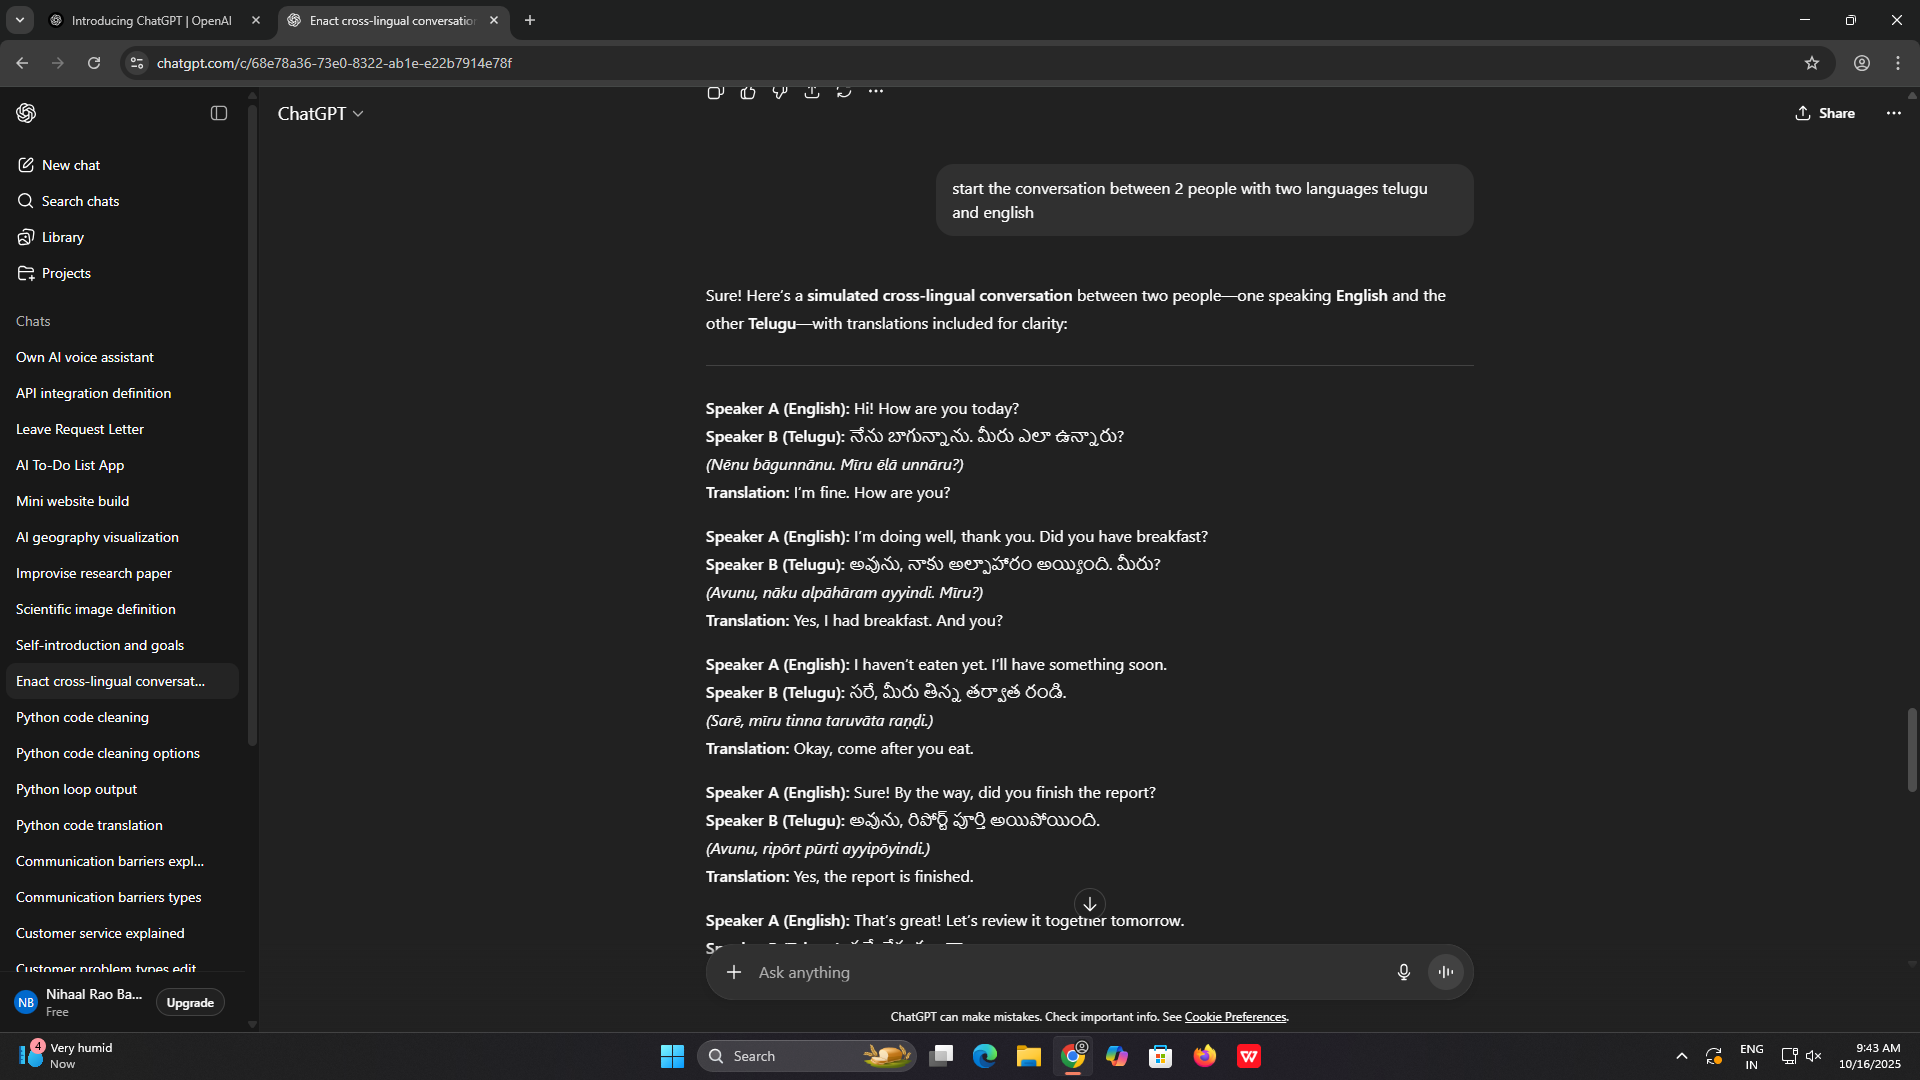 Introducing ChatGPT | OpenAI
Enact cross-lingual conversatio
chatgpt.com/c/68e78a36-73e0-8322-ab1e-e22b7914e78f
ChatGPT
Share
New chat
Search chats
Library
Projects
Chats
Own AI voice assistant
API integration definition
Leave Request Letter
AI To-Do List App
Mini website build
AI geography visualization
Improvise research paper
Scientific image definition
Self-introduction and goals
Enact cross-lingual conversat...
Python code cleaning
Python code cleaning options
Python loop output
Python code translation
Communication barriers expl...
Communication barriers types
Customer service explained
Customer problem types edit
NB
Nihaal Rao Ba...
Free
Upgrade
start the conversation between 2 people with two languages telugu
and english
Sure! Here's a simulated cross-lingual conversation between two people—one speaking English and the
other Telugu—with translations included for clarity:
Speaker A (English): Hi! How are you today?
Speaker B (Telugu): నేను బాగున్నాను. మీరు ఎలా ఉన్నారు?
(Nēnu bāgunnānu. Mīru ēlā unnāru?)
Translation: I'm fine. How are you?
Speaker A (English): I'm doing well, thank you. Did you have breakfast?
Speaker B (Telugu): అవును, నాకు అల్పాహారం అయ్యింది. మీరు?
(Avunu, nāku alpāhāram ayyindi. Mīru?)
Translation: Yes, I had breakfast. And you?
Speaker A (English): I haven't eaten yet. I'll have something soon.
Speaker B (Telugu): సరే, మీరు తిన్న తర్వాత రండి.
(Sarē, mīru tinna taruvāta raṇḍi.)
Translation: Okay, come after you eat.
Speaker A (English): Sure! By the way, did you finish the report?
Speaker B (Telugu): అవును, రిపోర్ట్ పూర్తి అయిపోయింది.
(Avunu, ripōrt pūrti ayyipōyindi.)
Translation: Yes, the report is finished.
Speaker A (English): That's great! Let's review it together tomorrow.
Ask anything
ChatGPT can make mistakes. Check important info. See Cookie Preferences.
4
Very humid
Now
Search
ENG
IN
9:43 AM
10/16/2025